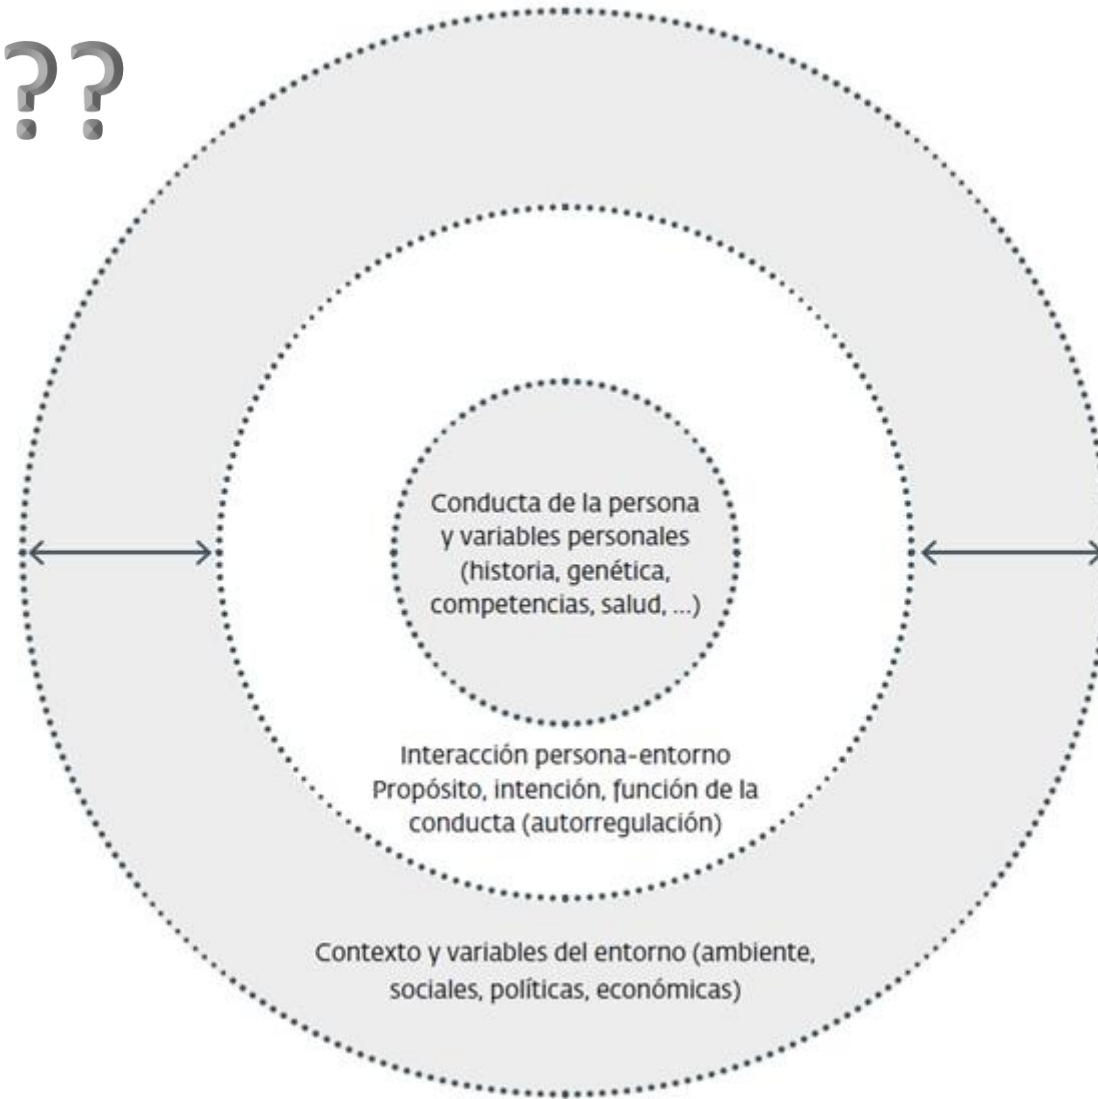 ??
Conducta de la persona
y variables personales
(historia, genética,
competencias, salud, ...)
Interacción persona-entorno
Propósito, intención, función de la
conducta (autorregulación)
Contexto y variables del entorno (ambiente,
sociales, políticas, económicas)